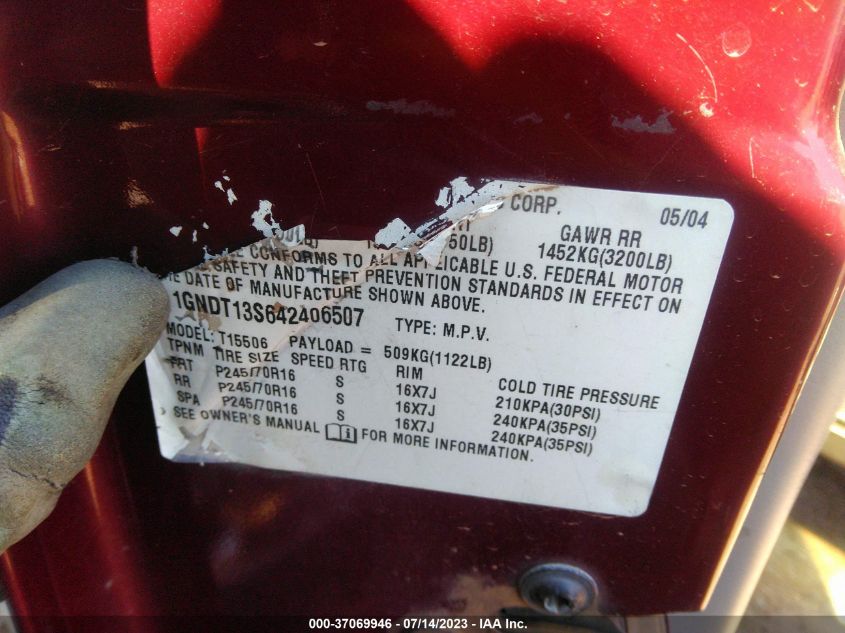 CORP. 05/04
GAWR RR
50LB) 1452KG(3200LB)
CONFORMS TO ALL APPLICABLE U.S. FEDERAL MOTOR
SAFETY AND THEFT PREVENTION STANDARDS IN EFFECT ON
THE DATE OF MANUFACTURE SHOWN ABOVE.
1GNDT13S642406507 TYPE: M.P.V.
MODEL: T15506 PAYLOAD = 509KG(1122LB)
TPNM TIRE SIZE SPEED RTG RIM COLD TIRE PRESSURE
FRT P245/70R16 S 16X7J 210KPA(30PSI)
RR P245/70R16 S 16X7J 240KPA(35PSI)
SPA P245/70R16 S 16X7J 240KPA(35PSI)
SEE OWNER'S MANUAL FOR MORE INFORMATION.
000-37069946 - 07/14/2023 - IAA Inc.